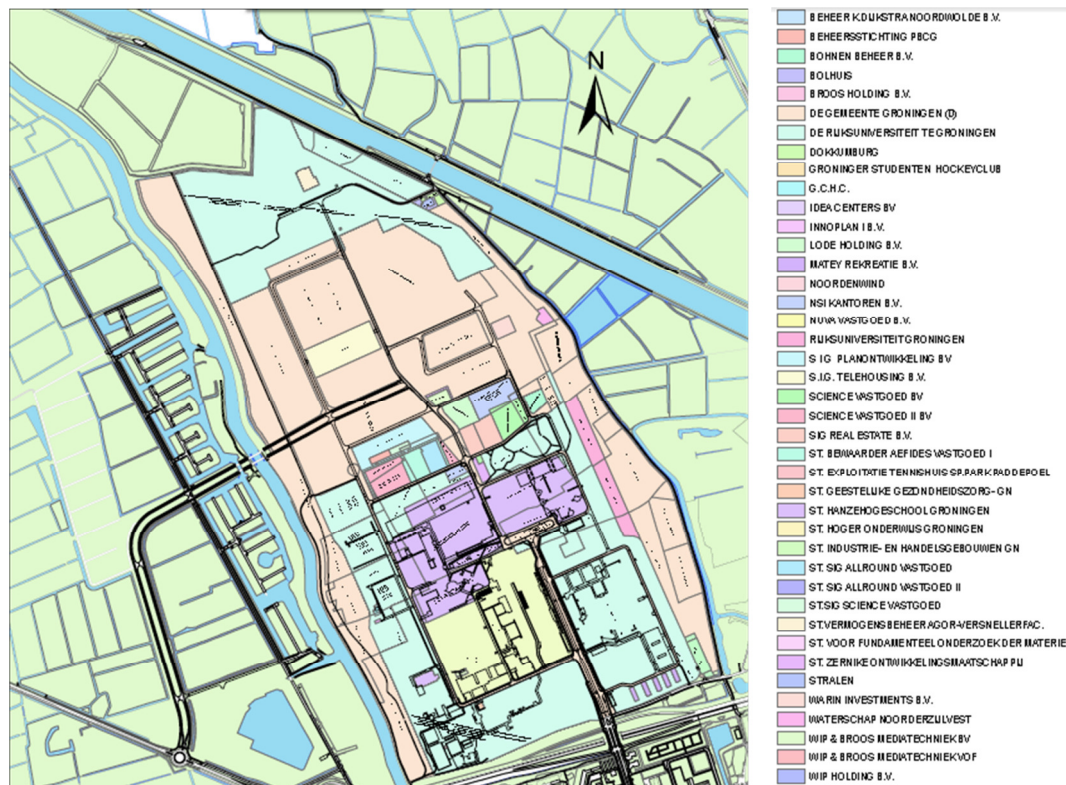 N
BEHEER K.DIJKSTRA NOORDWOLDE B.V.
BEHEERSSTICHTING PBCG
BOHNEN BEHEER B.V.
BOLHUIS
BROOS HOLDING B.V.
DE GEMEENTE GRONINGEN (D)
DE RIJKSUNIVERSITEIT TE GRONINGEN
DOKKUMBURG
GRONINGER STUDENTEN HOCKEYCLUB
G.C.H.C.
IDEA CENTERS BV
INNOPLAN I B.V.
LODE HOLDING B.V.
MATEY REKREATIE B.V.
NOORDENWIND
NSI KANTOREN B.V.
NUVA VASTGOED B.V.
RIJKSUNIVERSITEIT GRONINGEN
S I G PLANONTWIKKELING BV
S.I.G. TELEHOUSING B.V.
SCIENCE VASTGOED BV
SCIENCE VASTGOED II BV
SIG REAL ESTATE B.V.
ST. BEWAARDER AEFIDES VASTGOED I
ST. EXPLOITATIE TENNISHUIS SP.PARK PADDEPOEL
ST. GEESTELIJKE GEZONDHEIDSZORG-GN
ST. HANZEHOGESCHOOL GRONINGEN
ST. HOGER ONDERWIJS GRONINGEN
ST. INDUSTRIE- EN HANDELSGEBOUWEN GN
ST. SIG ALLROUND VASTGOED
ST. SIG ALLROUND VASTGOED II
ST.SIG SCIENCE VASTGOED
ST.VERMOGENSBEHEER AGOR-VERSNELLERFAC.
ST. VOOR FUNDAMENTEEL ONDERZOEK DER MATERIE
ST. ZERNIKE ONTWIKKELINGSMAATSCHAPPIJ
STRALEN
WARIN INVESTMENTS B.V.
WATERSCHAP NOORDERZIJLVEST
WIP & BROOS MEDIATECHNIEK BV
WIP & BROOS MEDIATECHNIEK VOF
WIP HOLDING B.V.